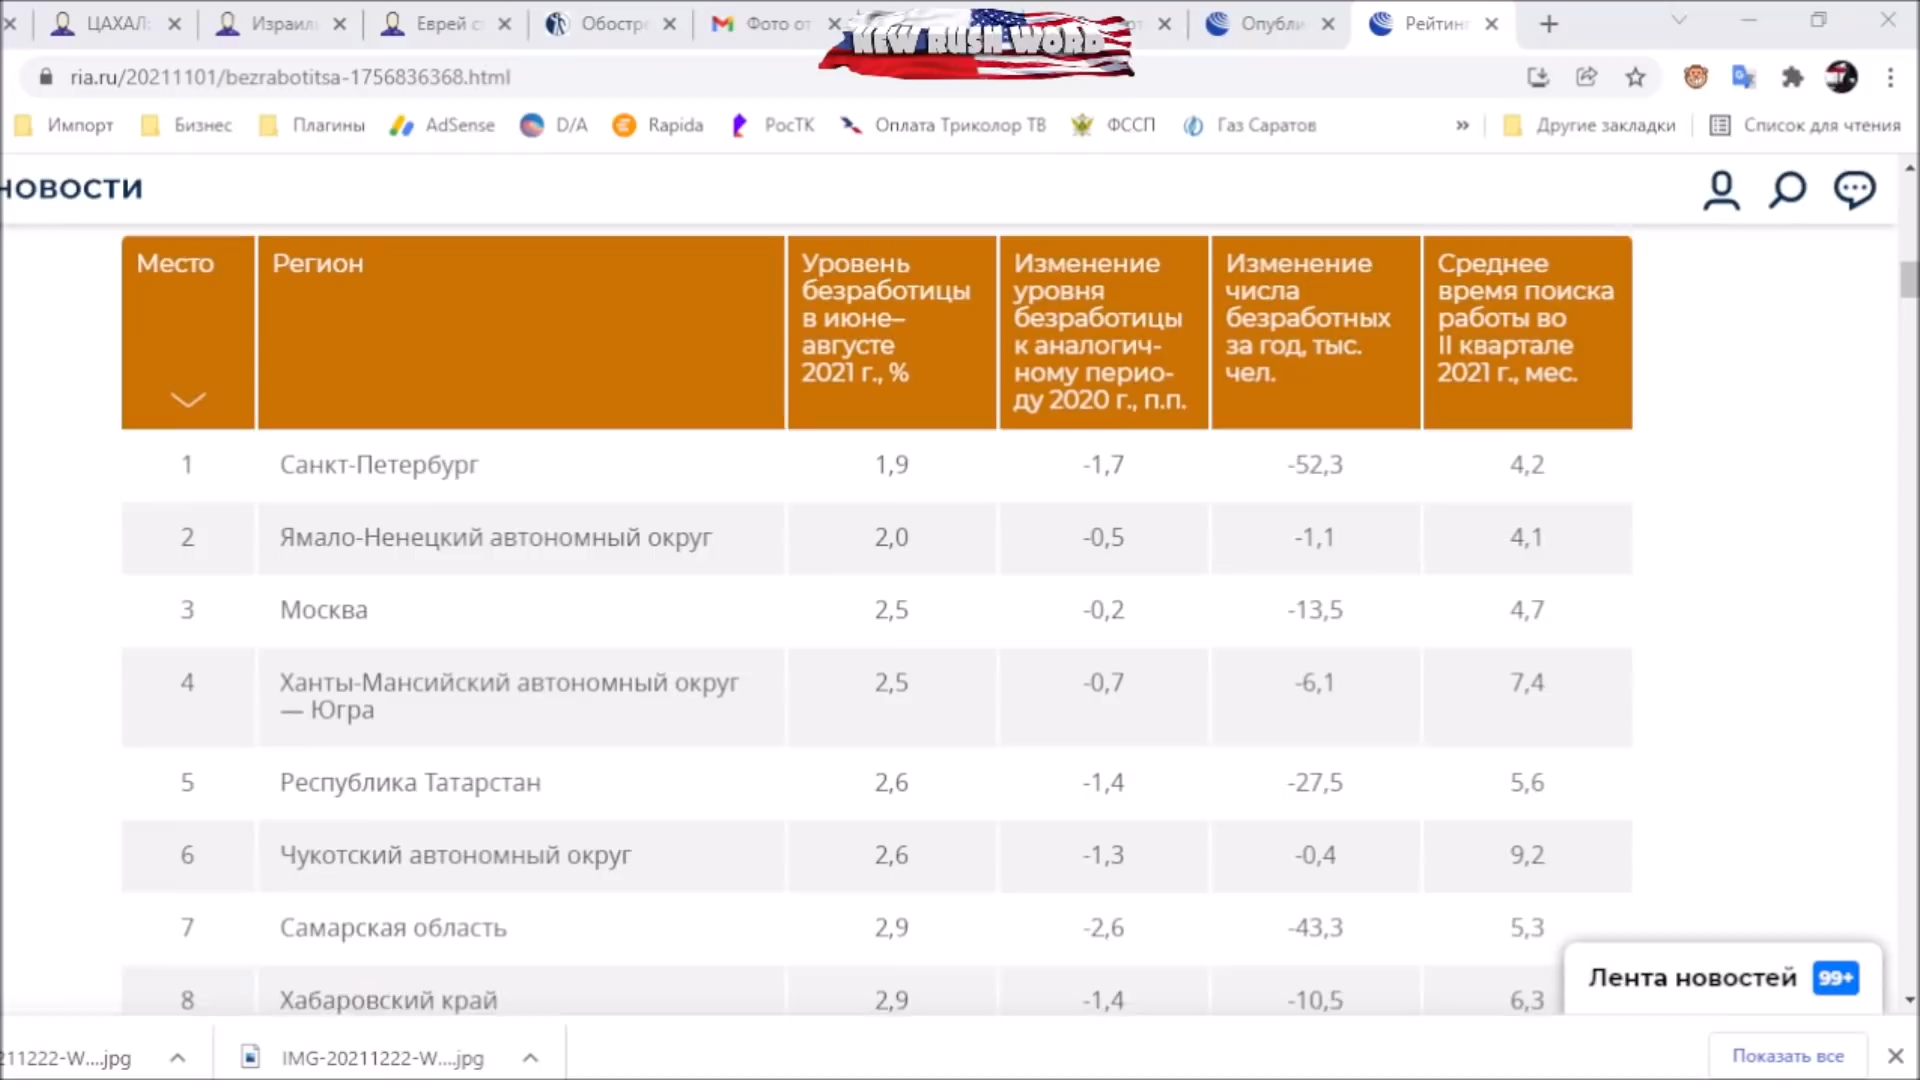 ЦАХАЛ:
Израил
Еврей с
Обостре
Фото от
Опубли
Рейтинг
NEW RUSH WORD
ria.ru/20211101/bezrabotitsa-1756836368.html
Импорт
Бизнес
Плагины
AdSense
D/A
Rapida
РосТК
Оплата Триколор ТВ
ФССП
Газ Саратов
»
Другие закладки
Список для чтения
НОВОСТИ
Место
Регион
Уровень
безработицы
в июне–
августе
2021 г., %
Изменение
уровня
безработицы
к аналогич-
ному перио-
ду 2020 г., п.п.
Изменение
числа
безработных
за год, тыс.
чел.
Среднее
время поиска
работы во
II квартале
2021 г., мес.
1 Санкт-Петербург 1,9 -1,7 -52,3 4,2
2 Ямало-Ненецкий автономный округ 2,0 -0,5 -1,1 4,1
3 Москва 2,5 -0,2 -13,5 4,7
4 Ханты-Мансийский автономный округ 2,5 -0,7 -6,1 7,4
— Югра
5 Республика Татарстан 2,6 -1,4 -27,5 5,6
6 Чукотский автономный округ 2,6 -1,3 -0,4 9,2
7 Самарская область 2,9 -2,6 -43,3 5,3
8 Хабаровский край 2,9 -1,4 -10,5 6,3
Лента новостей 99+
211222-W....jpg
IMG-20211222-W....jpg
Показать все